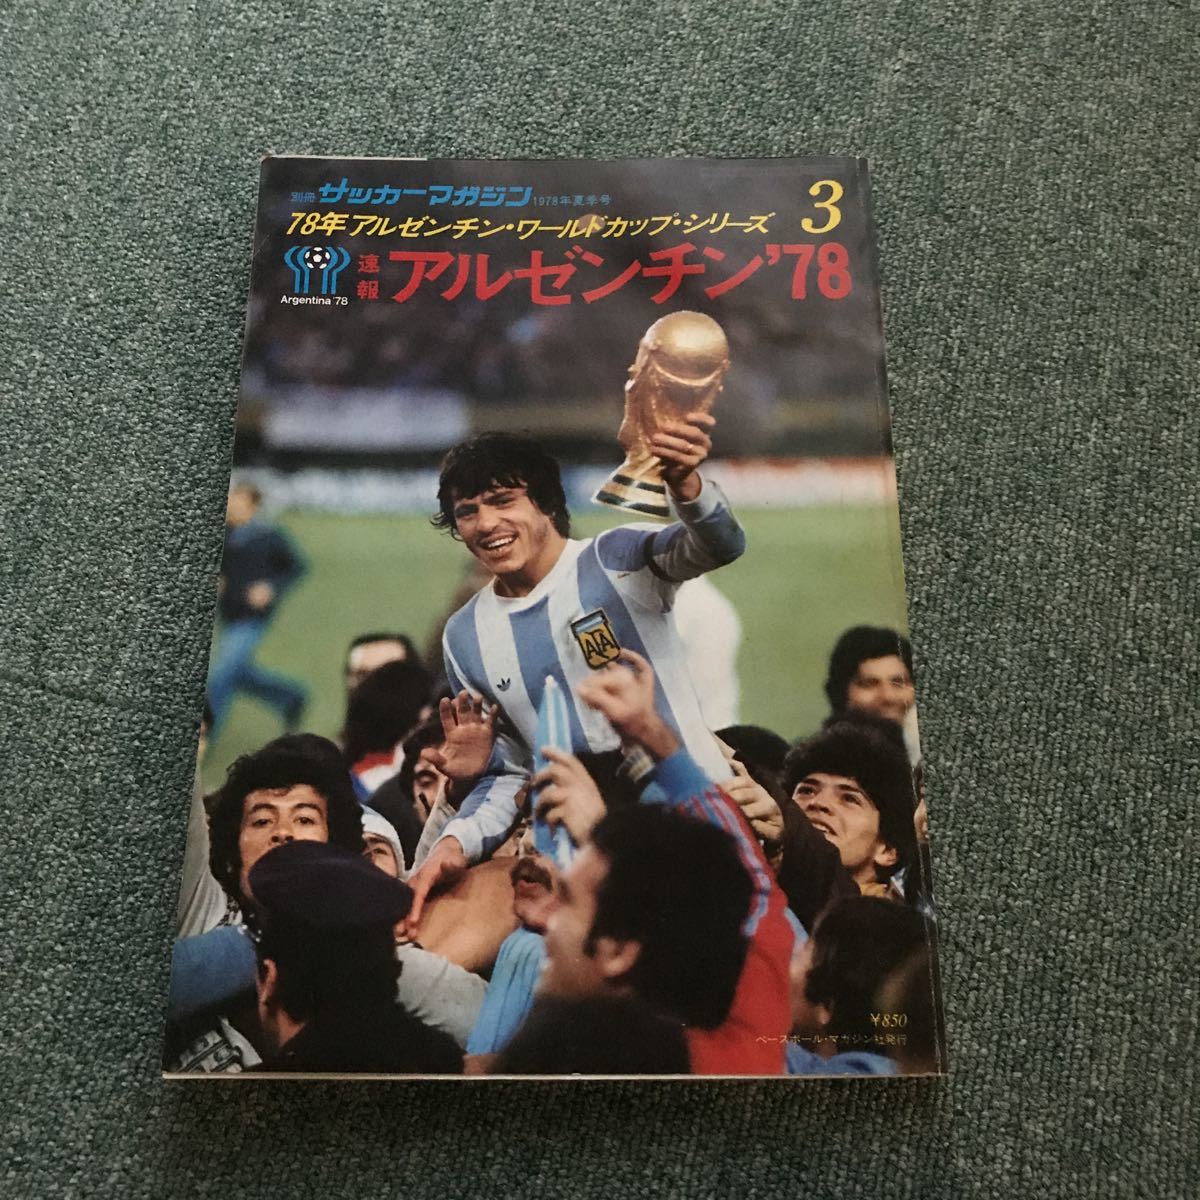 別冊 サッカーマガジン 1978年夏季号
78年アルゼンチン・ワールドカップ・シリーズ 3
速報 アルゼンチン'78
Argentina '78
AFA
¥850
ベースボール・マガジン社発行